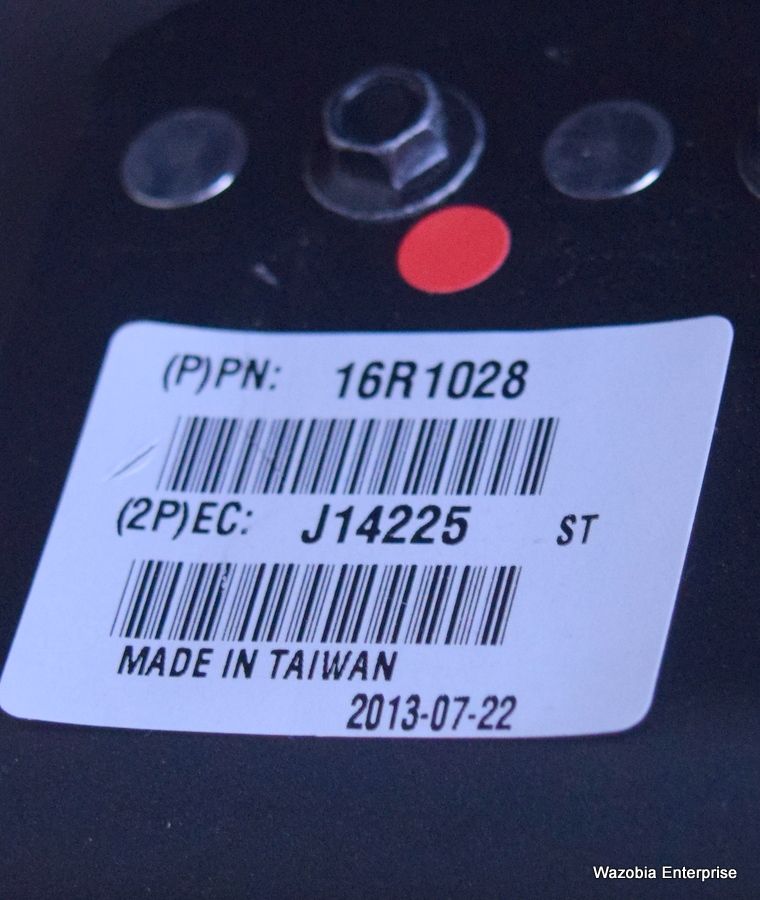 (P)PN: 16R1028
(2P)EC: J14225 ST
MADE IN TAIWAN
2013-07-22
Wazobia Enterprise